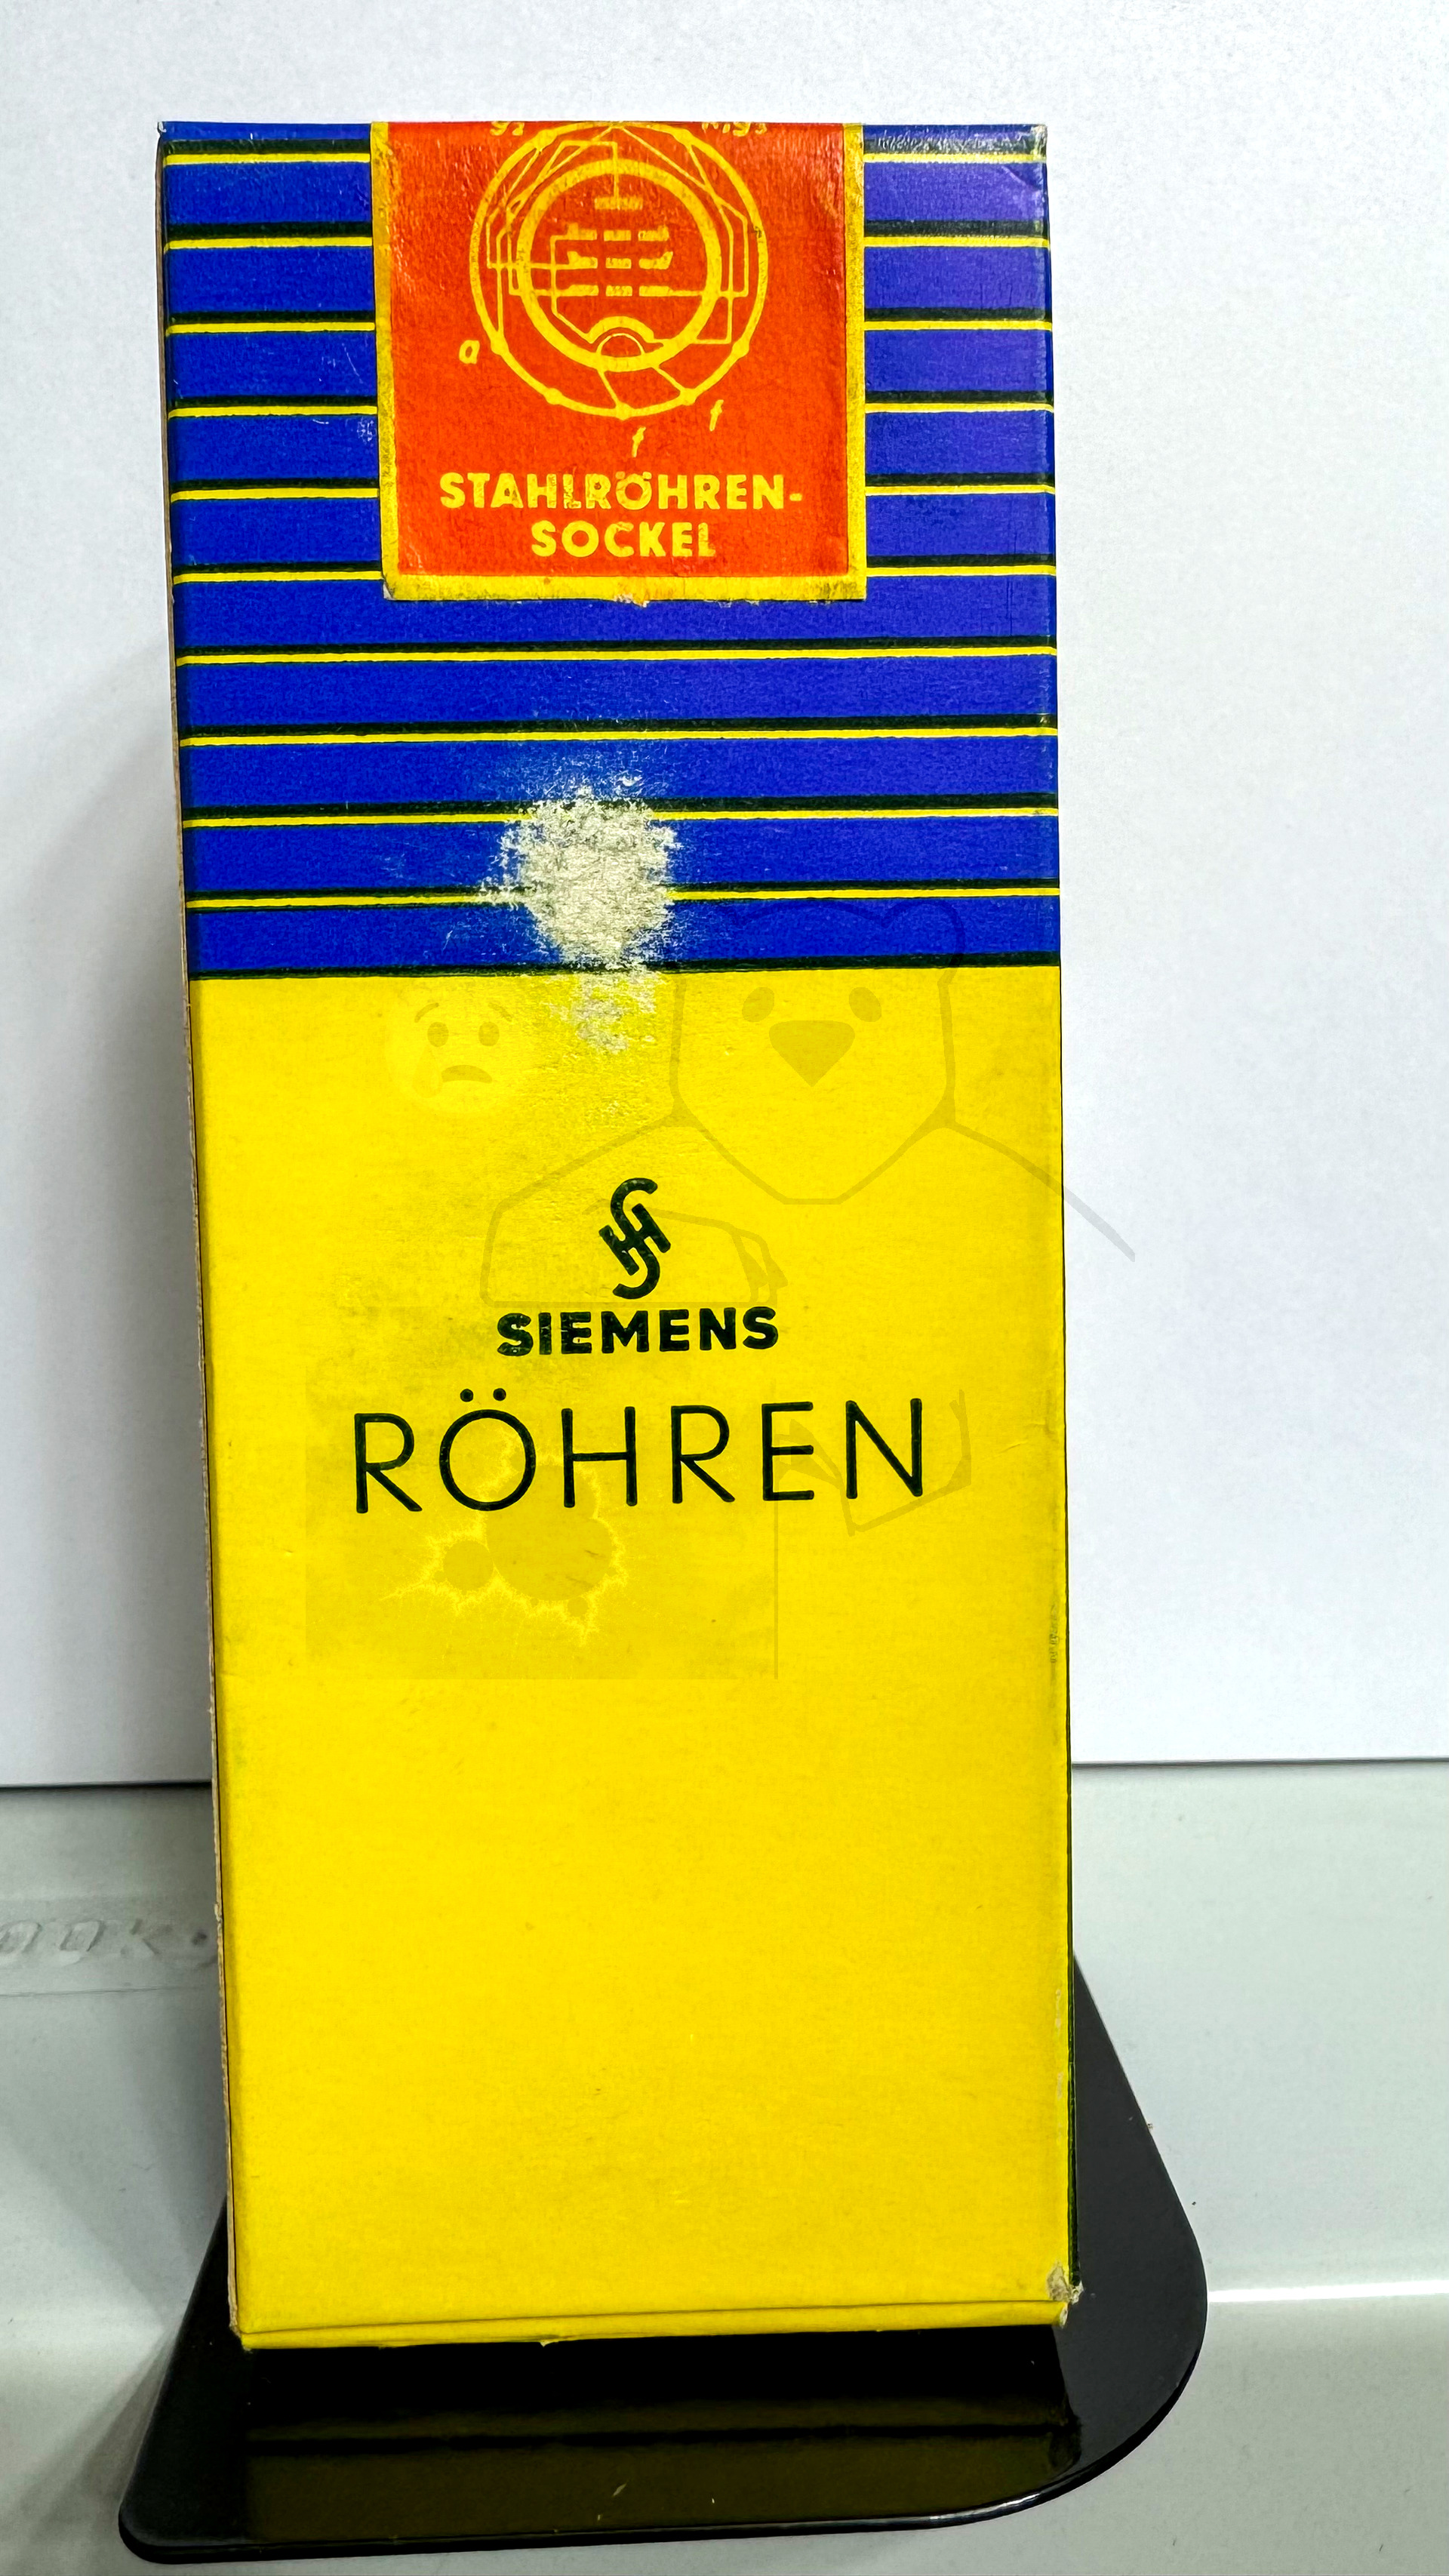 a
f
f
STAHLRÖHREN-
SOCKEL
SIEMENS
RÖHREN